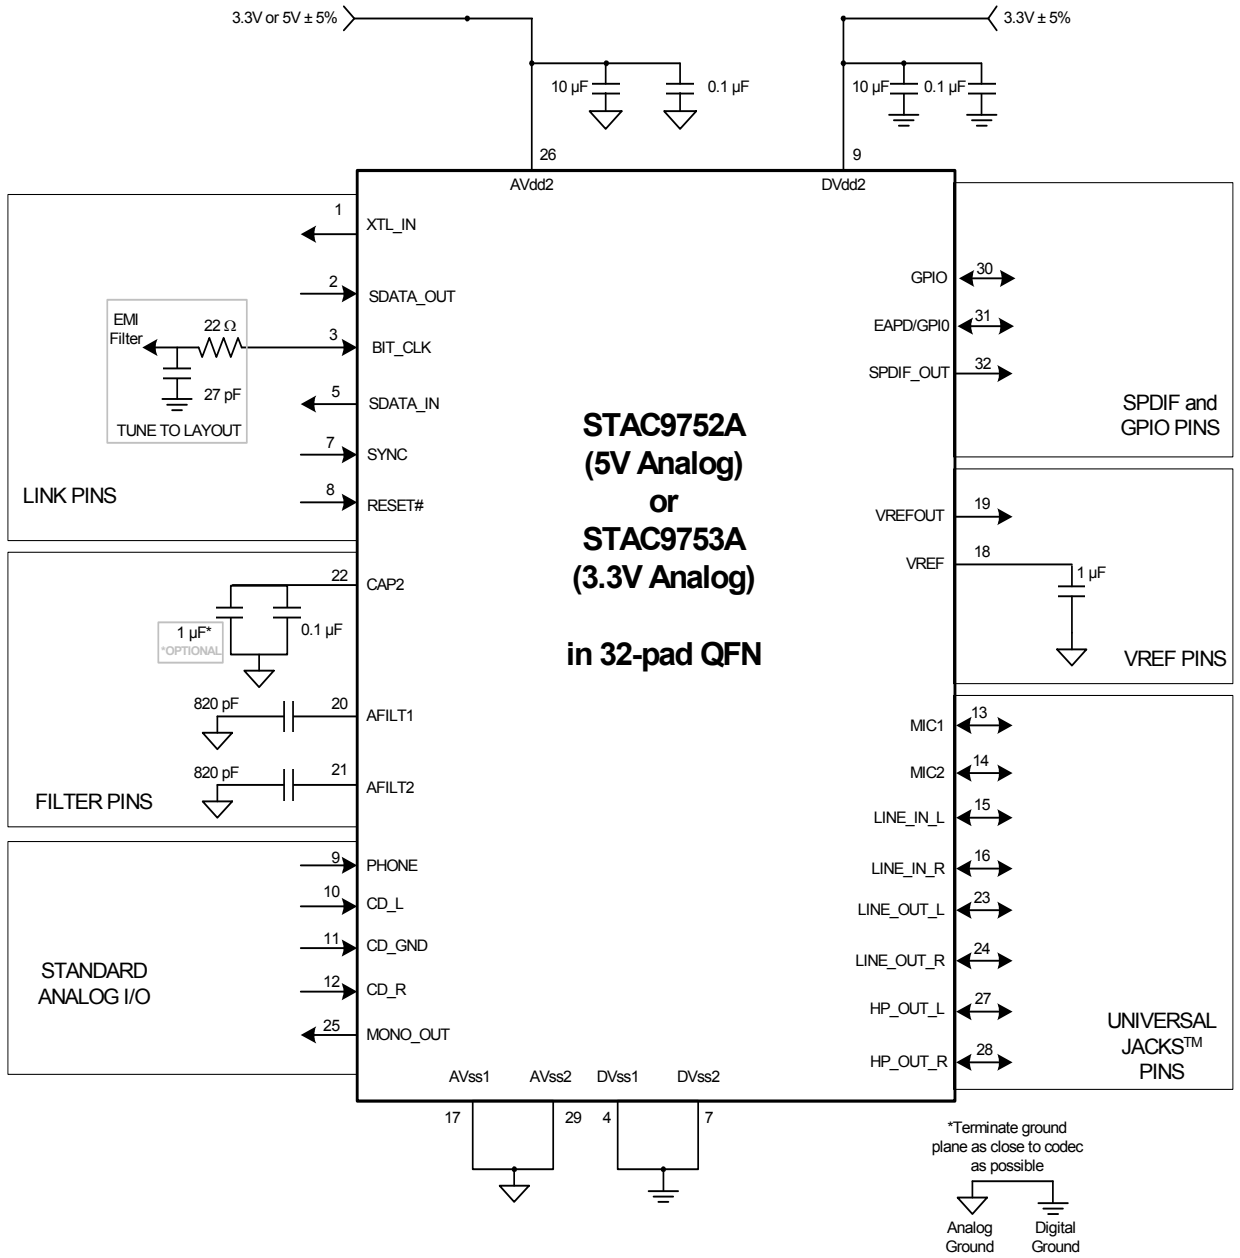 3.3V or 5V ± 5%
3.3V ± 5%
10 µF
0.1 µF
10 µF
0.1 µF
26
9
AVdd2
DVdd2
1
XTL_IN
2
SDATA_OUT
EMI
Filter
22 Ω
3
BIT_CLK
27 pF
TUNE TO LAYOUT
5
SDATA_IN
7
SYNC
8
RESET#
LINK PINS
22
CAP2
1 µF*
*OPTIONAL
0.1 µF
820 pF
20
AFILT1
820 pF
21
AFILT2
FILTER PINS
9
PHONE
10
CD_L
11
CD_GND
12
CD_R
25
MONO_OUT
STANDARD
ANALOG I/O
STAC9752A
(5V Analog)
or
STAC9753A
(3.3V Analog)
in 32-pad QFN
GPIO
30
EAPD/GPI0
31
SPDIF_OUT
32
SPDIF and
GPIO PINS
VREFOUT
19
VREF
18
1 µF
VREF PINS
MIC1
13
MIC2
14
LINE_IN_L
15
LINE_IN_R
16
LINE_OUT_L
23
LINE_OUT_R
24
HP_OUT_L
27
HP_OUT_R
28
UNIVERSAL
JACKS™
PINS
AVss1
AVss2
DVss1
DVss2
17
29
4
7
*Terminate ground
plane as close to codec
as possible
Analog
Ground
Digital
Ground